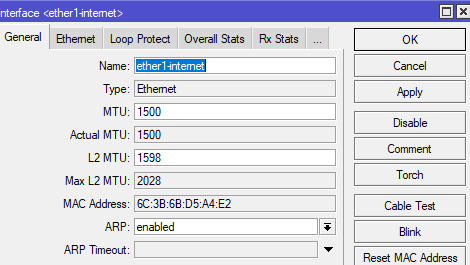 nterface <ether1-internet>
General Ethernet Loop Protect Overall Stats Rx Stats ...
OK
Name: ether1-internet
Cancel
Type: Ethernet
MTU: 1500
Apply
Actual MTU: 1500
Disable
L2 MTU: 1598
Comment
Max L2 MTU: 2028
Torch
MAC Address: 6C:3B:6B:D5:A4:E2
Cable Test
ARP: enabled
Blink
ARP Timeout:
Reset MAC Address